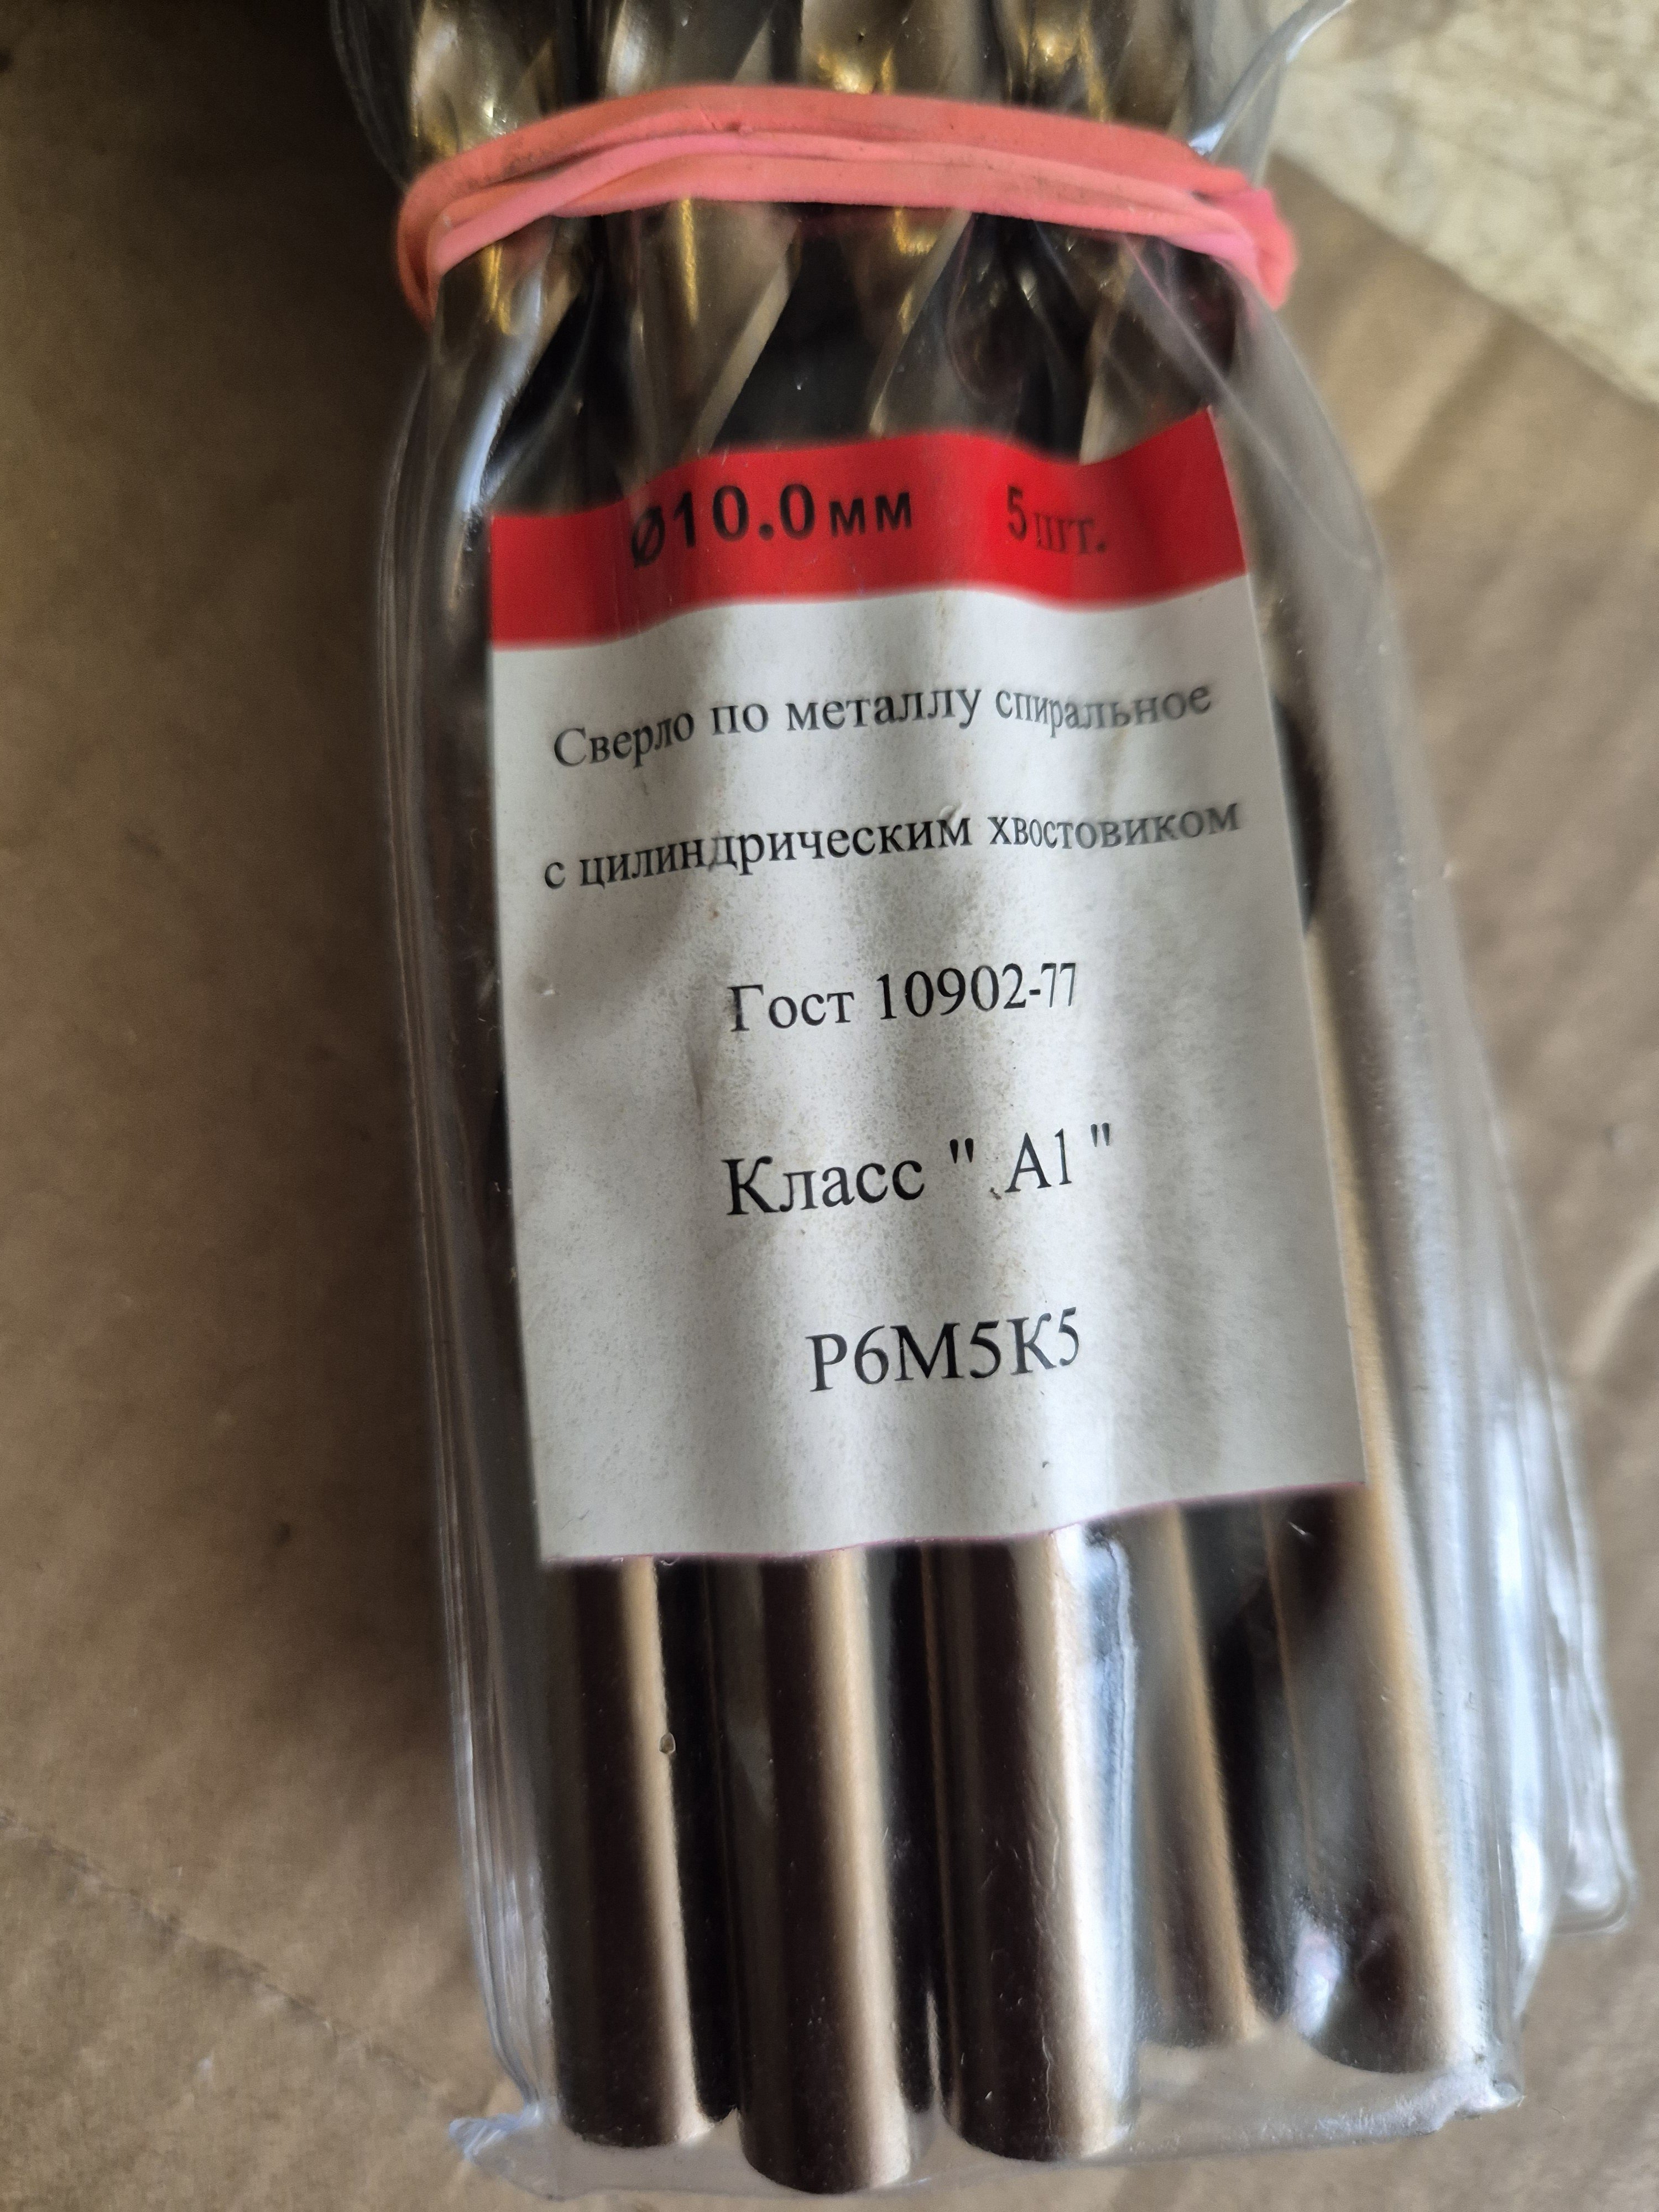 Ø10.0мм 5шт.
Сверло по металлу спиральное
с цилиндрическим хвостовиком
Гост 10902-77
Класс " А1 "
Р6М5К5